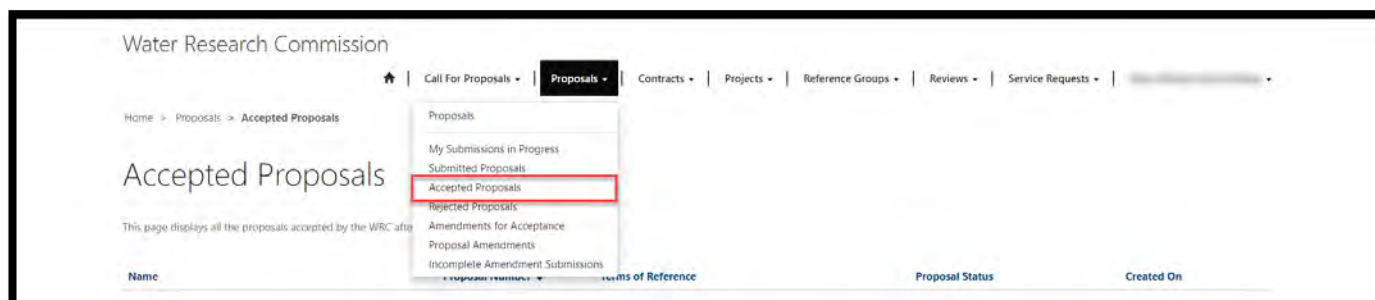 Water Research Commission
Call For Proposals | Proposals | Contracts | Projects | Reference Groups | Reviews | Service Requests |
Home > Proposals > Accepted Proposals
Proposals
My Submissions in Progress
Submitted Proposals
Accepted Proposals
Rejected Proposals
Amendments for Acceptance
Proposal Amendments
Incomplete Amendment Submissions
Accepted Proposals
This page displays all the proposals accepted by the WRC
Name Proposal Number Terms of Reference Proposal Status Created On